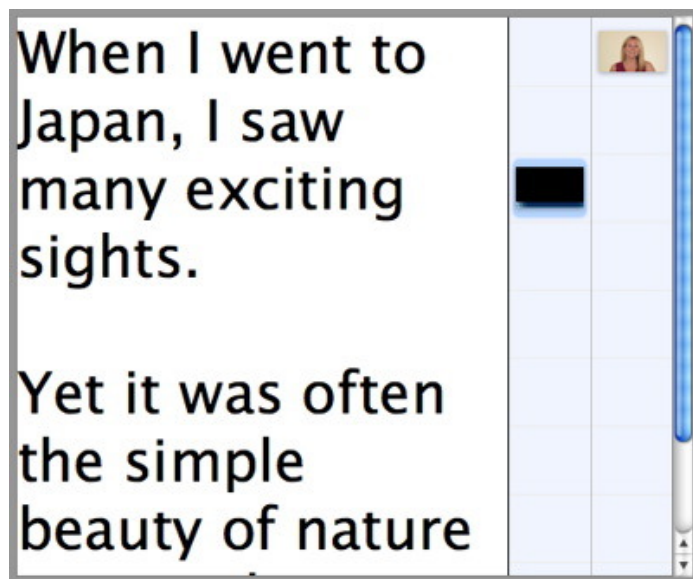 When I went to
Japan, I saw
many exciting
sights.
Yet it was often
the simple
beauty of nature